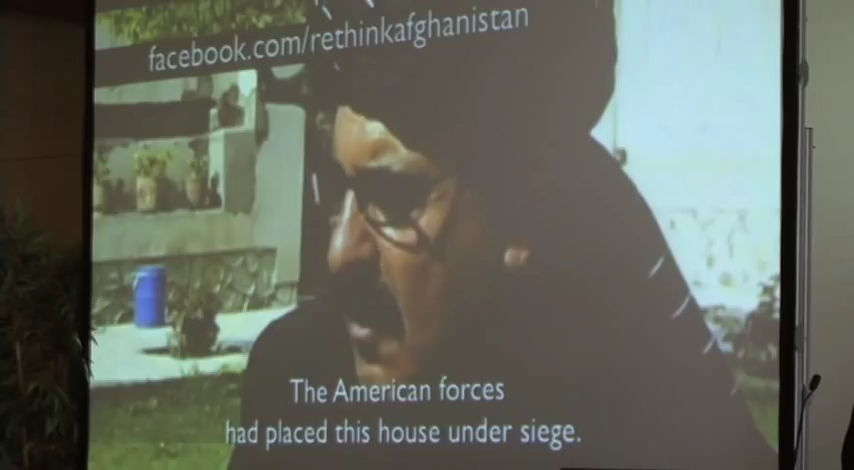 facebook.com/rethinkafghanistan
The American forces
had placed this house under siege.